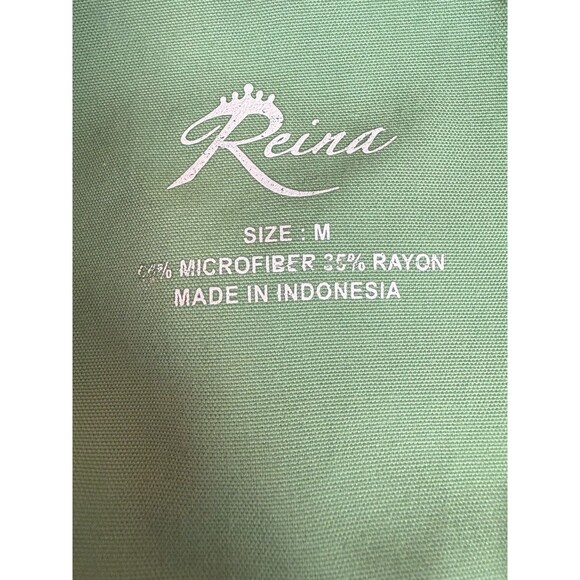 Reina
SIZE : M
MICROFIBER 35% RAYON
MADE IN INDONESIA